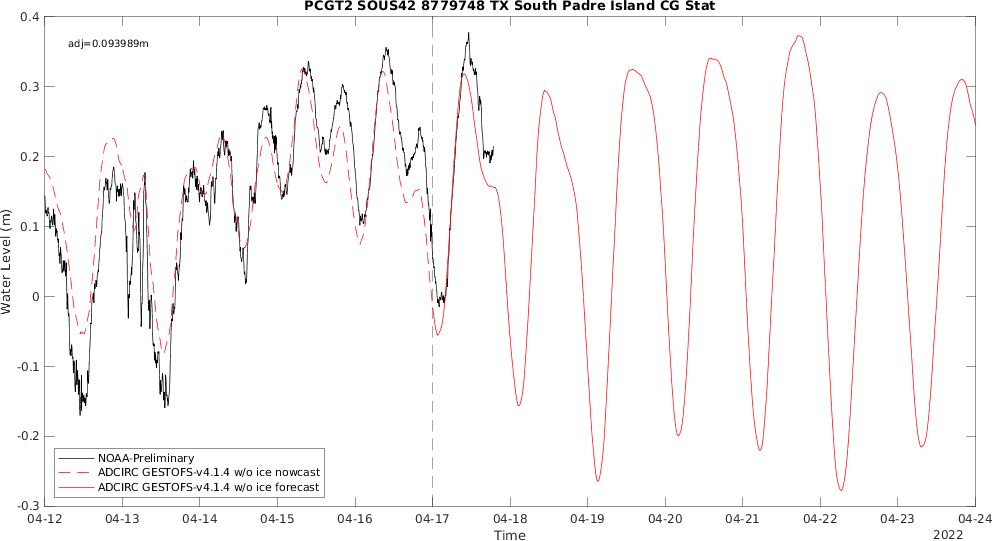 PCGT2 SOUS42 8779748 TX South Padre Island CG Stat
adj=0.093989m
0.4
0.3
0.2
0.1
0
-0.1
-0.2
-0.3
Water Level (m)
NOAA-Preliminary
ADCIRC GESTOFS-v4.1.4 w/o ice nowcast
ADCIRC GESTOFS-v4.1.4 w/o ice forecast
04-12 04-13 04-14 04-15 04-16 04-17 04-18 04-19 04-20 04-21 04-22 04-23 04-24
Time
2022